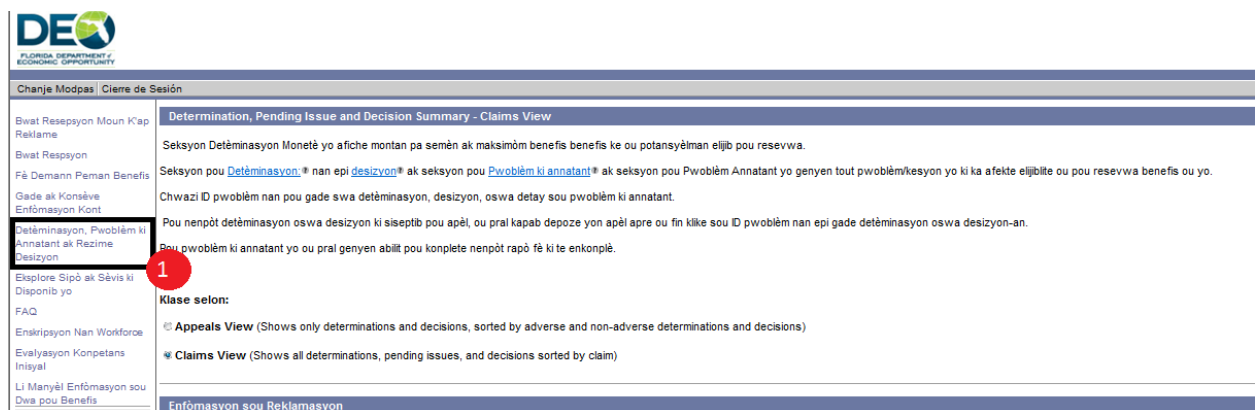 DEO
FLORIDA DEPARTMENT of
ECONOMIC OPPORTUNITY
Chanje Modpas Cierre de Sesión
Bwat Resepsyon Moun K'ap
Reklame
Bwat Respsyon
Fè Demann Peman Benefis
Gade ak Konsève
Enfòmasyon Kont
Detèminasyon, Pwoblèm ki
Annatant ak Rezime
Desizyon
1
Eksplore Sipò ak Sèvis ki
Disponib yo
FAQ
Enskripsyon Nan Workforce
Evalyasyon Konpetans
Inisyal
Li Manyèl Enfòmasyon sou
Dwa pou Benefis
Determination, Pending Issue and Decision Summary - Claims View
Seksyon Detèminasyon Monetè yo afiche montan pa semèn ak maksimòm benefis benefis ke ou potansyèlman elijib pou resevwa.
Seksyon pou Detèminasyon: nan epi desizyon ak seksyon pou Pwoblèm ki annatant ak seksyon pou Pwoblèm Annatant yo genyen tout pwoblèm/kesyon yo ki ka afekte elijiblite ou pou resevwa benefis ou yo.
Chwazi ID pwoblèm nan pou gade swa detèminasyon, desizyon, oswa detay sou pwoblèm ki annatant.
Pou nenpòt detèminasyon oswa desizyon ki siseptib pou apèl, ou pral kapab depoze yon apèl apre ou fin klike sou ID pwoblèm nan epi gade detèminasyon oswa desizyon-an.
Pou pwoblèm ki annatant yo ou pral genyen abilit pou konplete nenpòt rapò fè ki te enkonplè.
Klase selon:
Appeals View (Shows only determinations and decisions, sorted by adverse and non-adverse determinations and decisions)
Claims View (Shows all determinations, pending issues, and decisions sorted by claim)
Enfòmasyon sou Reklamasyon